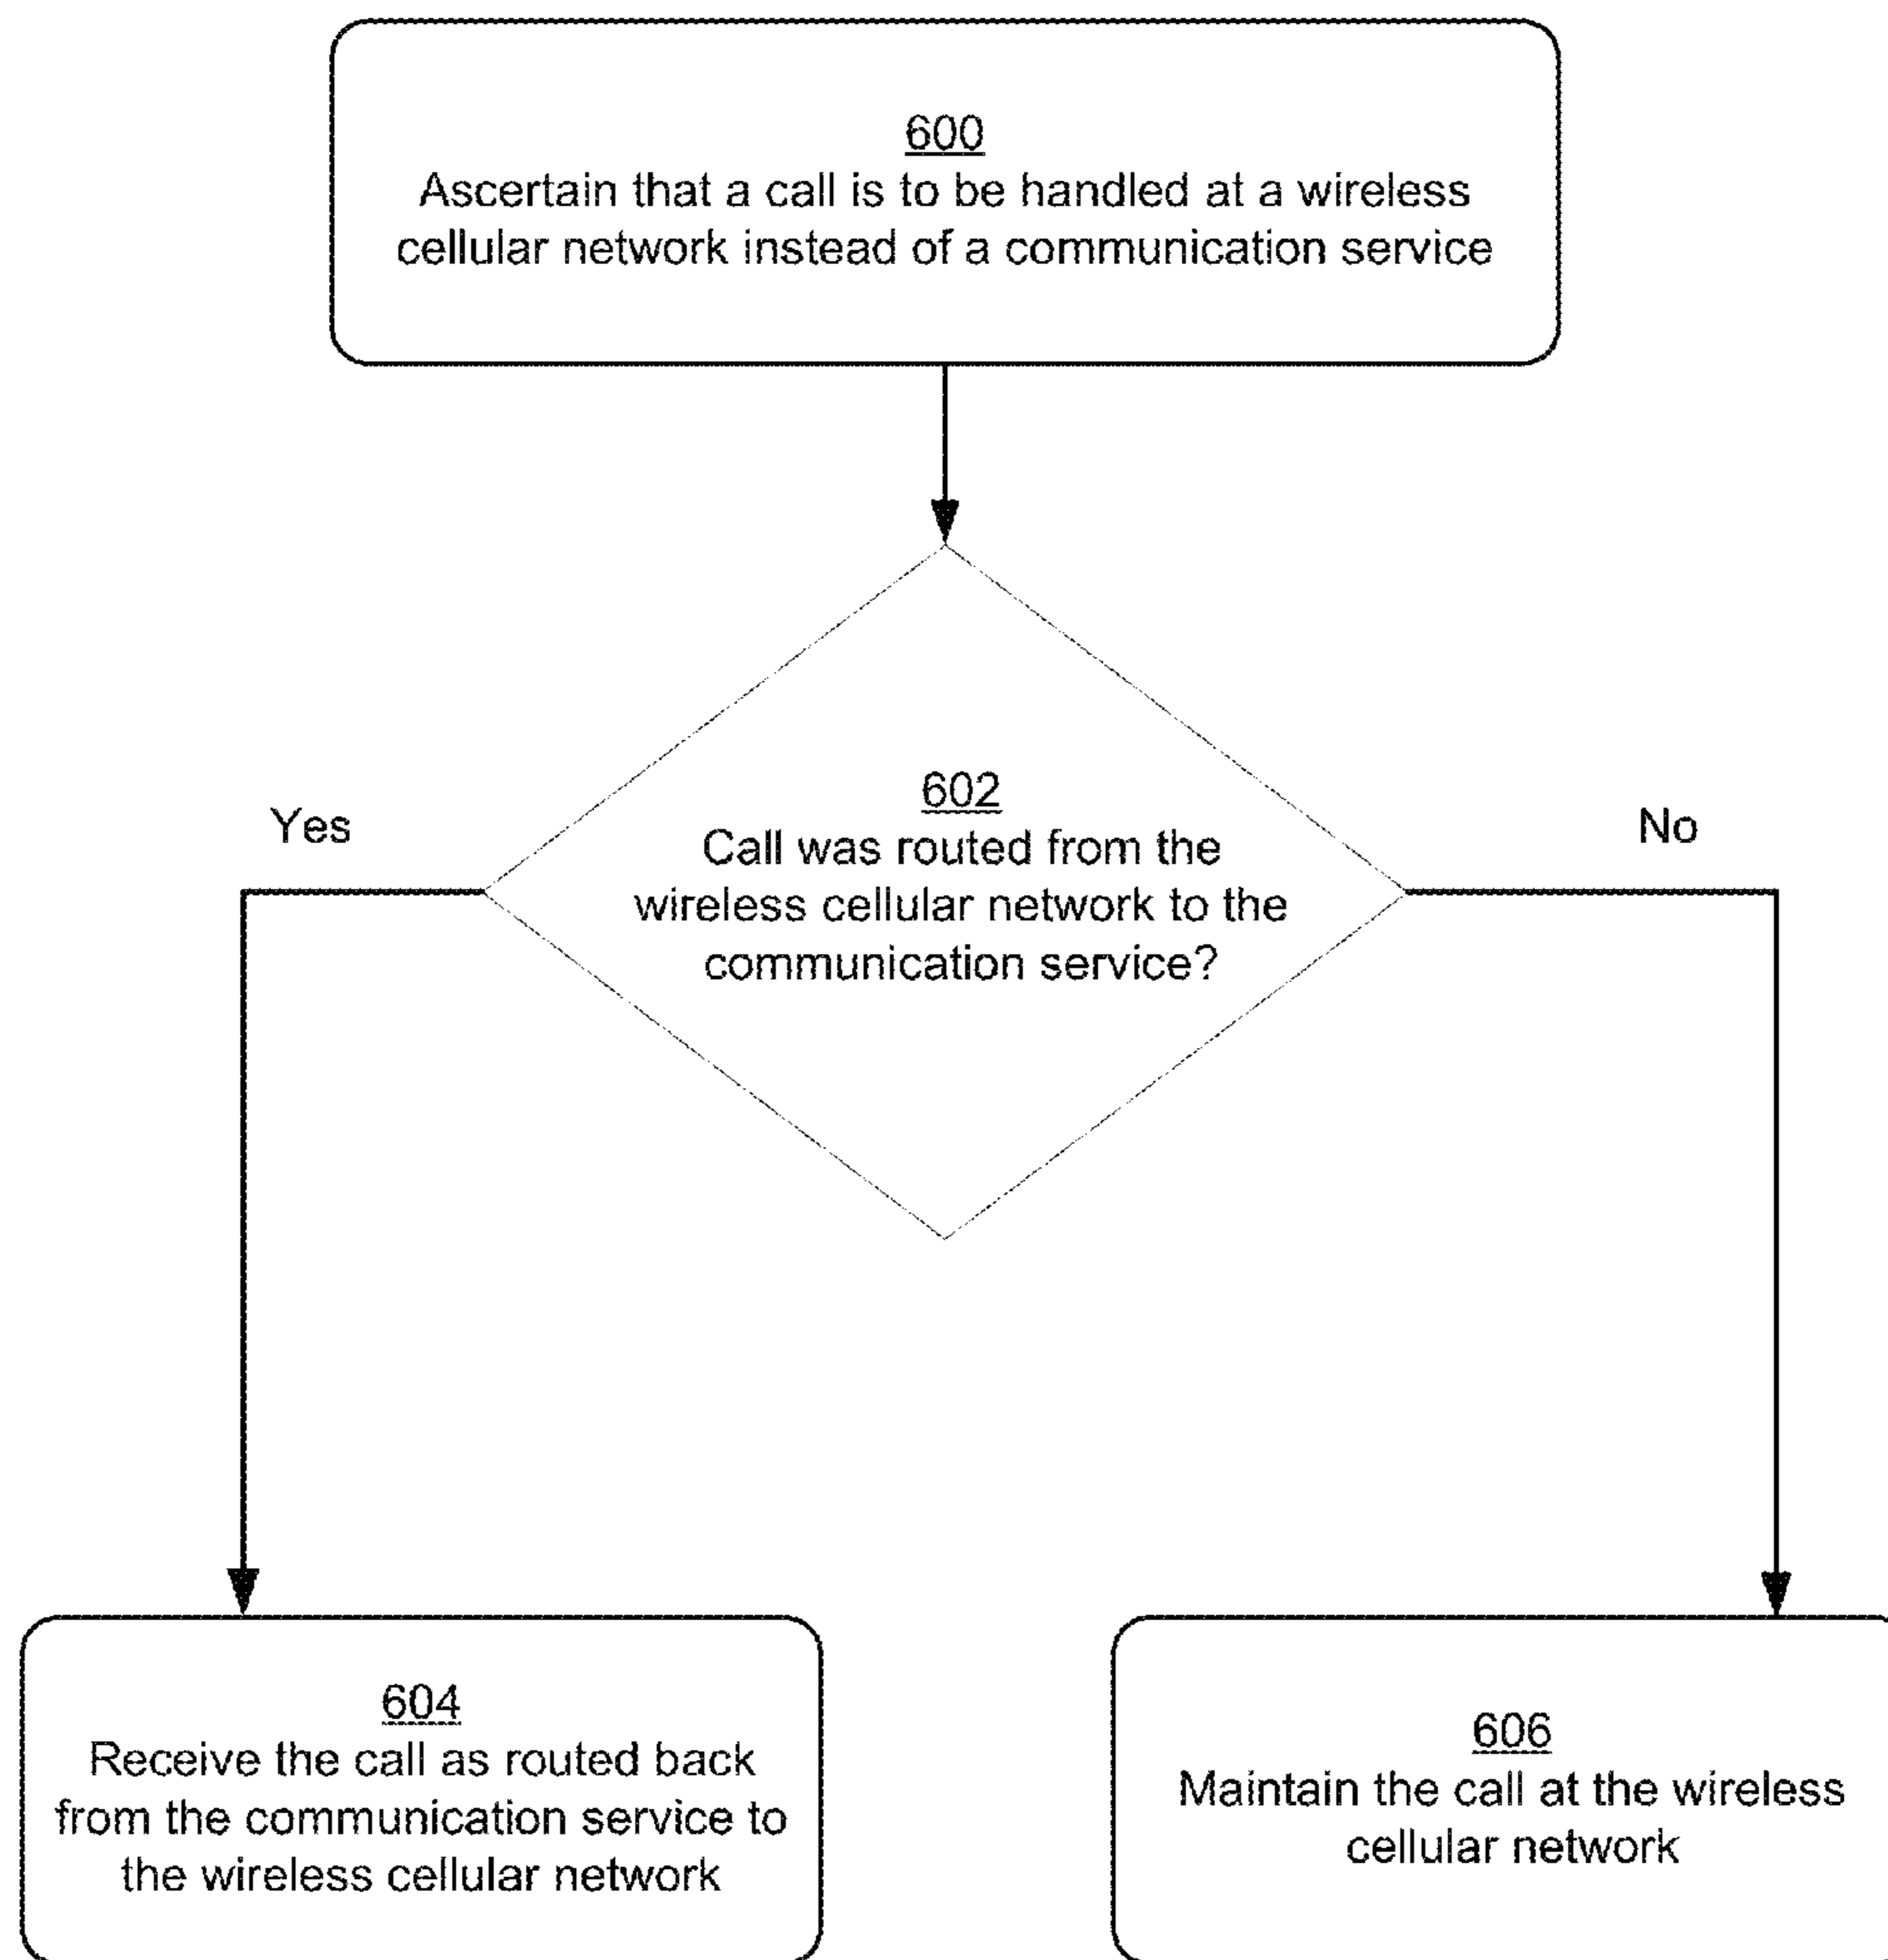 600
Ascertain that a call is to be handled at a wireless
cellular network instead of a communication service
602
Call was routed from the
wireless cellular network to the
communication service?
Yes
No
604
Receive the call as routed back
from the communication service to
the wireless cellular network
606
Maintain the call at the wireless
cellular network